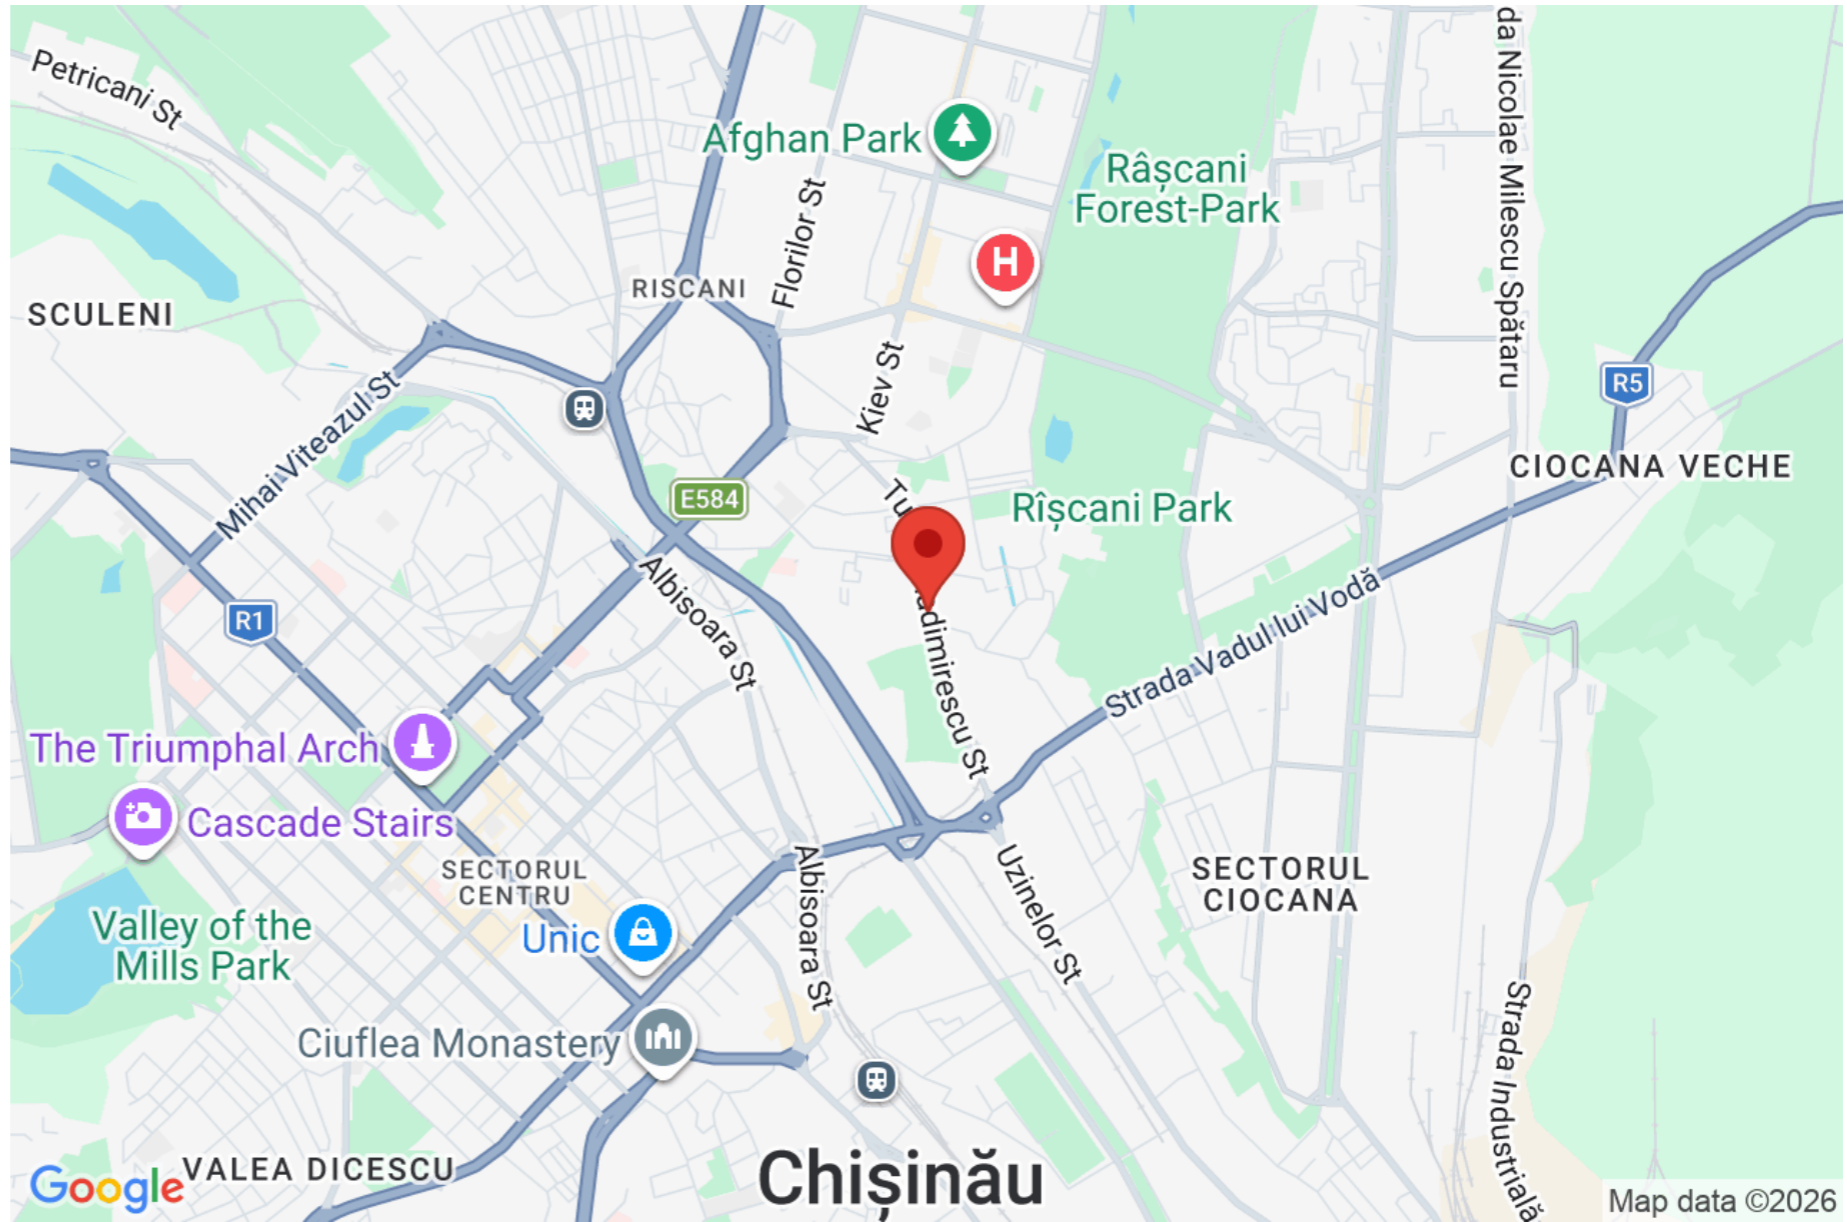 Petricani St
da Nicolae Milescu Spătaru
Afghan Park
Râșcani
Forest-Park
Florilor St
H
RISCANI
SCULENI
Kiev St
R5
Mihai Viteazul St
CIOCANA VECHE
E584
Rîșcani Park
Albisoara St
R1
Strada Vadul lui Vodă
The Triumphal Arch
Cascade Stairs
SECTORUL
CENTRU
SECTORUL
CIOCANA
Albisoara St
Uzinelor St
Unic
Valley of the
Mills Park
Ciuflea Monastery
Strada Industrială
VALEA DICESCU
Chișinău
Google
Map data ©2026